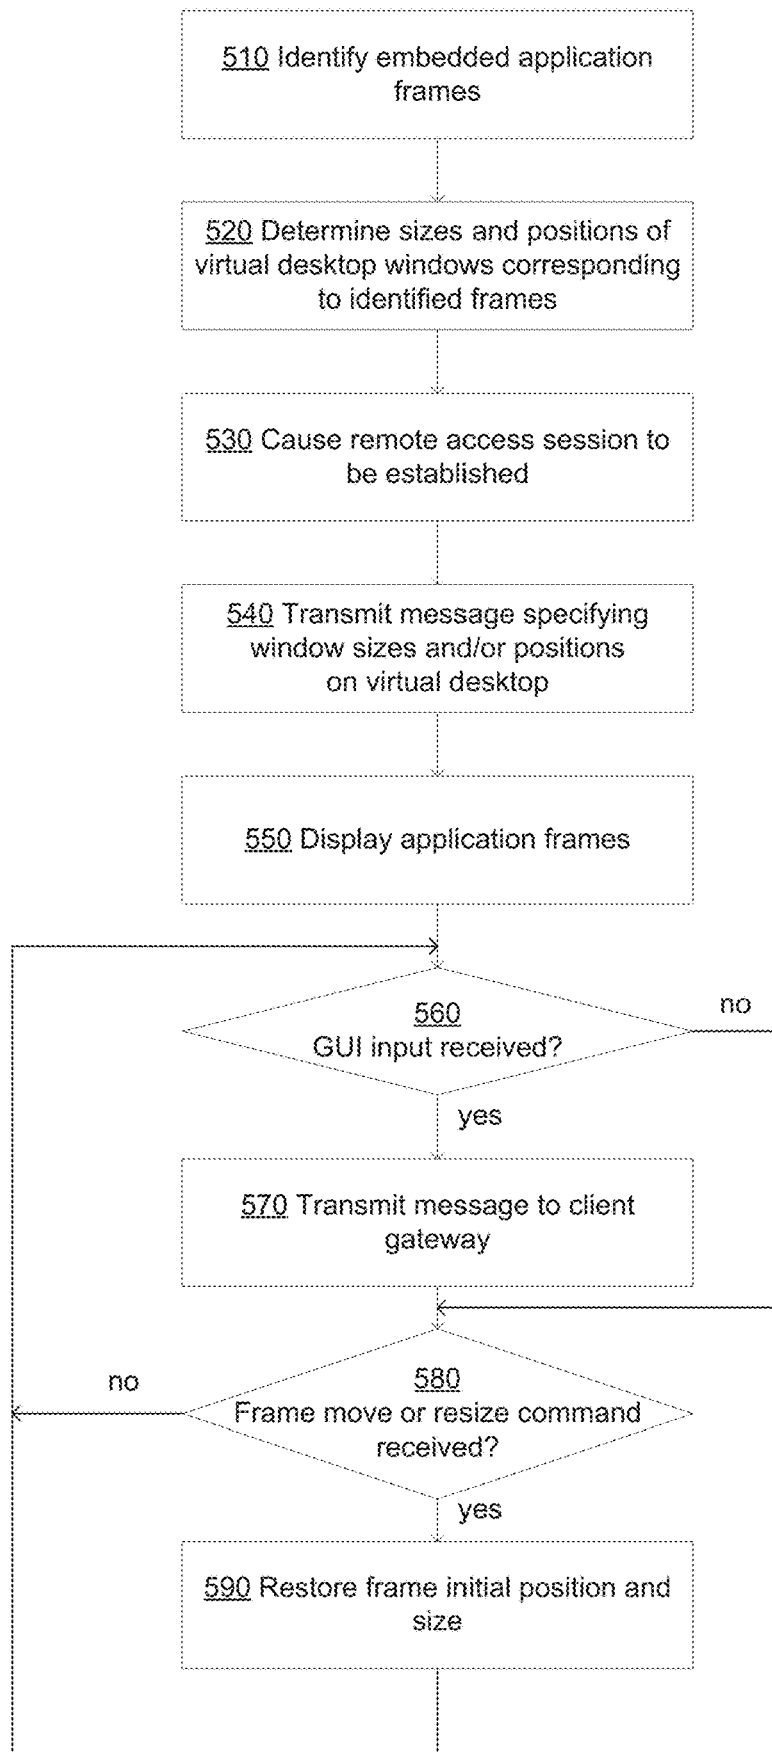 510 Identify embedded application
frames
520 Determine sizes and positions of
virtual desktop windows corresponding
to identified frames
530 Cause remote access session to
be established
540 Transmit message specifying
window sizes and/or positions
on virtual desktop
550 Display application frames
560
GUI input received?
no
yes
570 Transmit message to client
gateway
580
Frame move or resize command
received?
no
yes
590 Restore frame initial position and
size